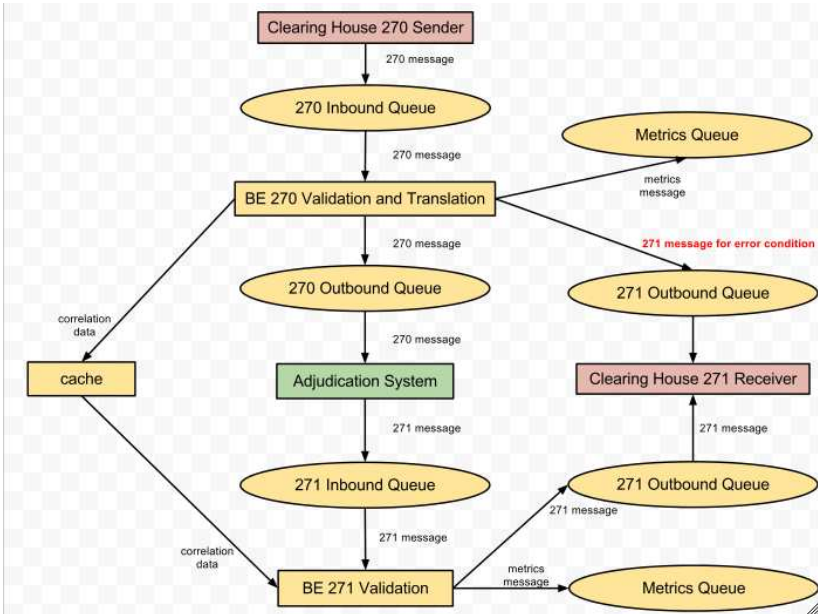 Clearing House 270 Sender
270 message
270 Inbound Queue
Metrics Queue
270 message
metrics
message
BE 270 Validation and Translation
270 message
271 message for error condition
270 Outbound Queue
271 Outbound Queue
correlation
data
270 message
cache
Adjudication System
Clearing House 271 Receiver
271 message
271 message
271 Inbound Queue
271 Outbound Queue
271 message
271 message
correlation
data
metrics
message
BE 271 Validation
Metrics Queue